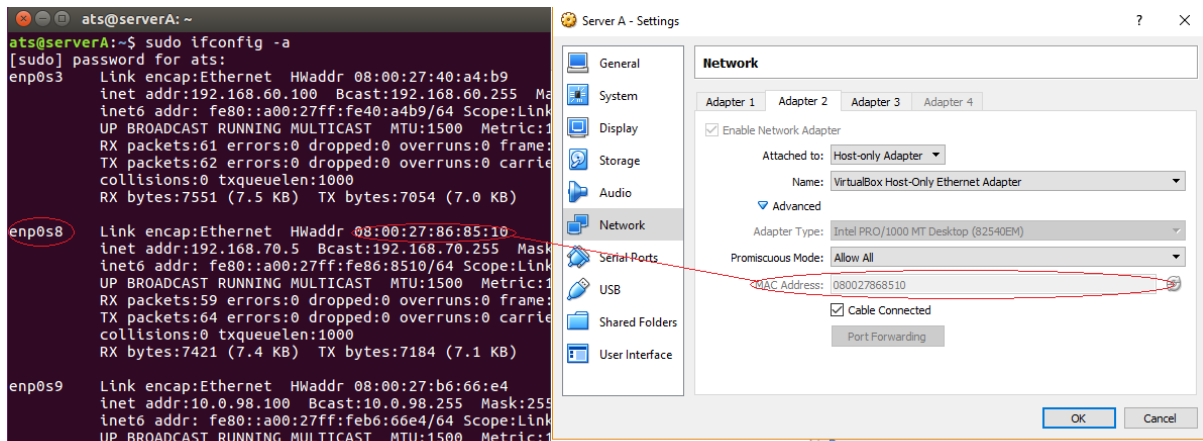 ats@serverA: ~
ats@serverA:~$ sudo ifconfig -a
[sudo] password for ats:
enp0s3 Link encap:Ethernet HWaddr 08:00:27:40:a4:b9
inet addr:192.168.60.100 Bcast:192.168.60.255 Ma
inet6 addr: fe80::a00:27ff:fe40:a4b9/64 Scope:Link
UP BROADCAST RUNNING MULTICAST MTU:1500 Metric:1
RX packets:61 errors:0 dropped:0 overruns:0 frame:
TX packets:62 errors:0 dropped:0 overruns:0 carrie
collisions:0 txqueuelen:1000
RX bytes:7551 (7.5 KB) TX bytes:7054 (7.0 KB)
enp0s8 Link encap:Ethernet HWaddr 08:00:27:86:85:10
inet addr:192.168.70.5 Bcast:192.168.70.255 Mask
inet6 addr: fe80::a00:27ff:fe86:8510/64 Scope:Link
UP BROADCAST RUNNING MULTICAST MTU:1500 Metric:1
RX packets:59 errors:0 dropped:0 overruns:0 frame:
TX packets:64 errors:0 dropped:0 overruns:0 carrie
collisions:0 txqueuelen:1000
RX bytes:7421 (7.4 KB) TX bytes:7184 (7.1 KB)
enp0s9 Link encap:Ethernet HWaddr 08:00:27:b6:66:e4
inet addr:10.0.98.100 Bcast:10.0.98.255 Mask:255
inet6 addr: fe80::a00:27ff:feb6:66e4/64 Scope:Link
UP BROADCAST RUNNING MULTICAST MTU:1500 Metric:1
Server A - Settings
General
System
Display
Storage
Audio
Network
Serial Ports
USB
Shared Folders
User Interface
Network
Adapter 1 Adapter 2 Adapter 3 Adapter 4
Enable Network Adapter
Attached to: Host-only Adapter
Name: VirtualBox Host-Only Ethernet Adapter
Advanced
Adapter Type: Intel PRO/1000 MT Desktop (82540EM)
Promiscuous Mode: Allow All
MAC Address: 080027868510
Cable Connected
Port Forwarding
OK Cancel